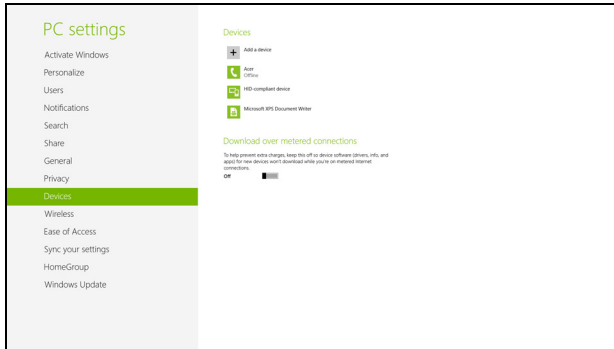 PC settings
Activate Windows
Personalize
Users
Notifications
Search
Share
General
Privacy
Devices
Wireless
Ease of Access
Sync your settings
HomeGroup
Windows Update
Devices
Add a device
Acer
Offline
HID-compliant device
Microsoft XPS Document Writer
Download over metered connections
To help prevent extra charges, keep this off so device software (drivers, info, and
apps) for new devices won't download while you're on metered Internet
connections.
Off